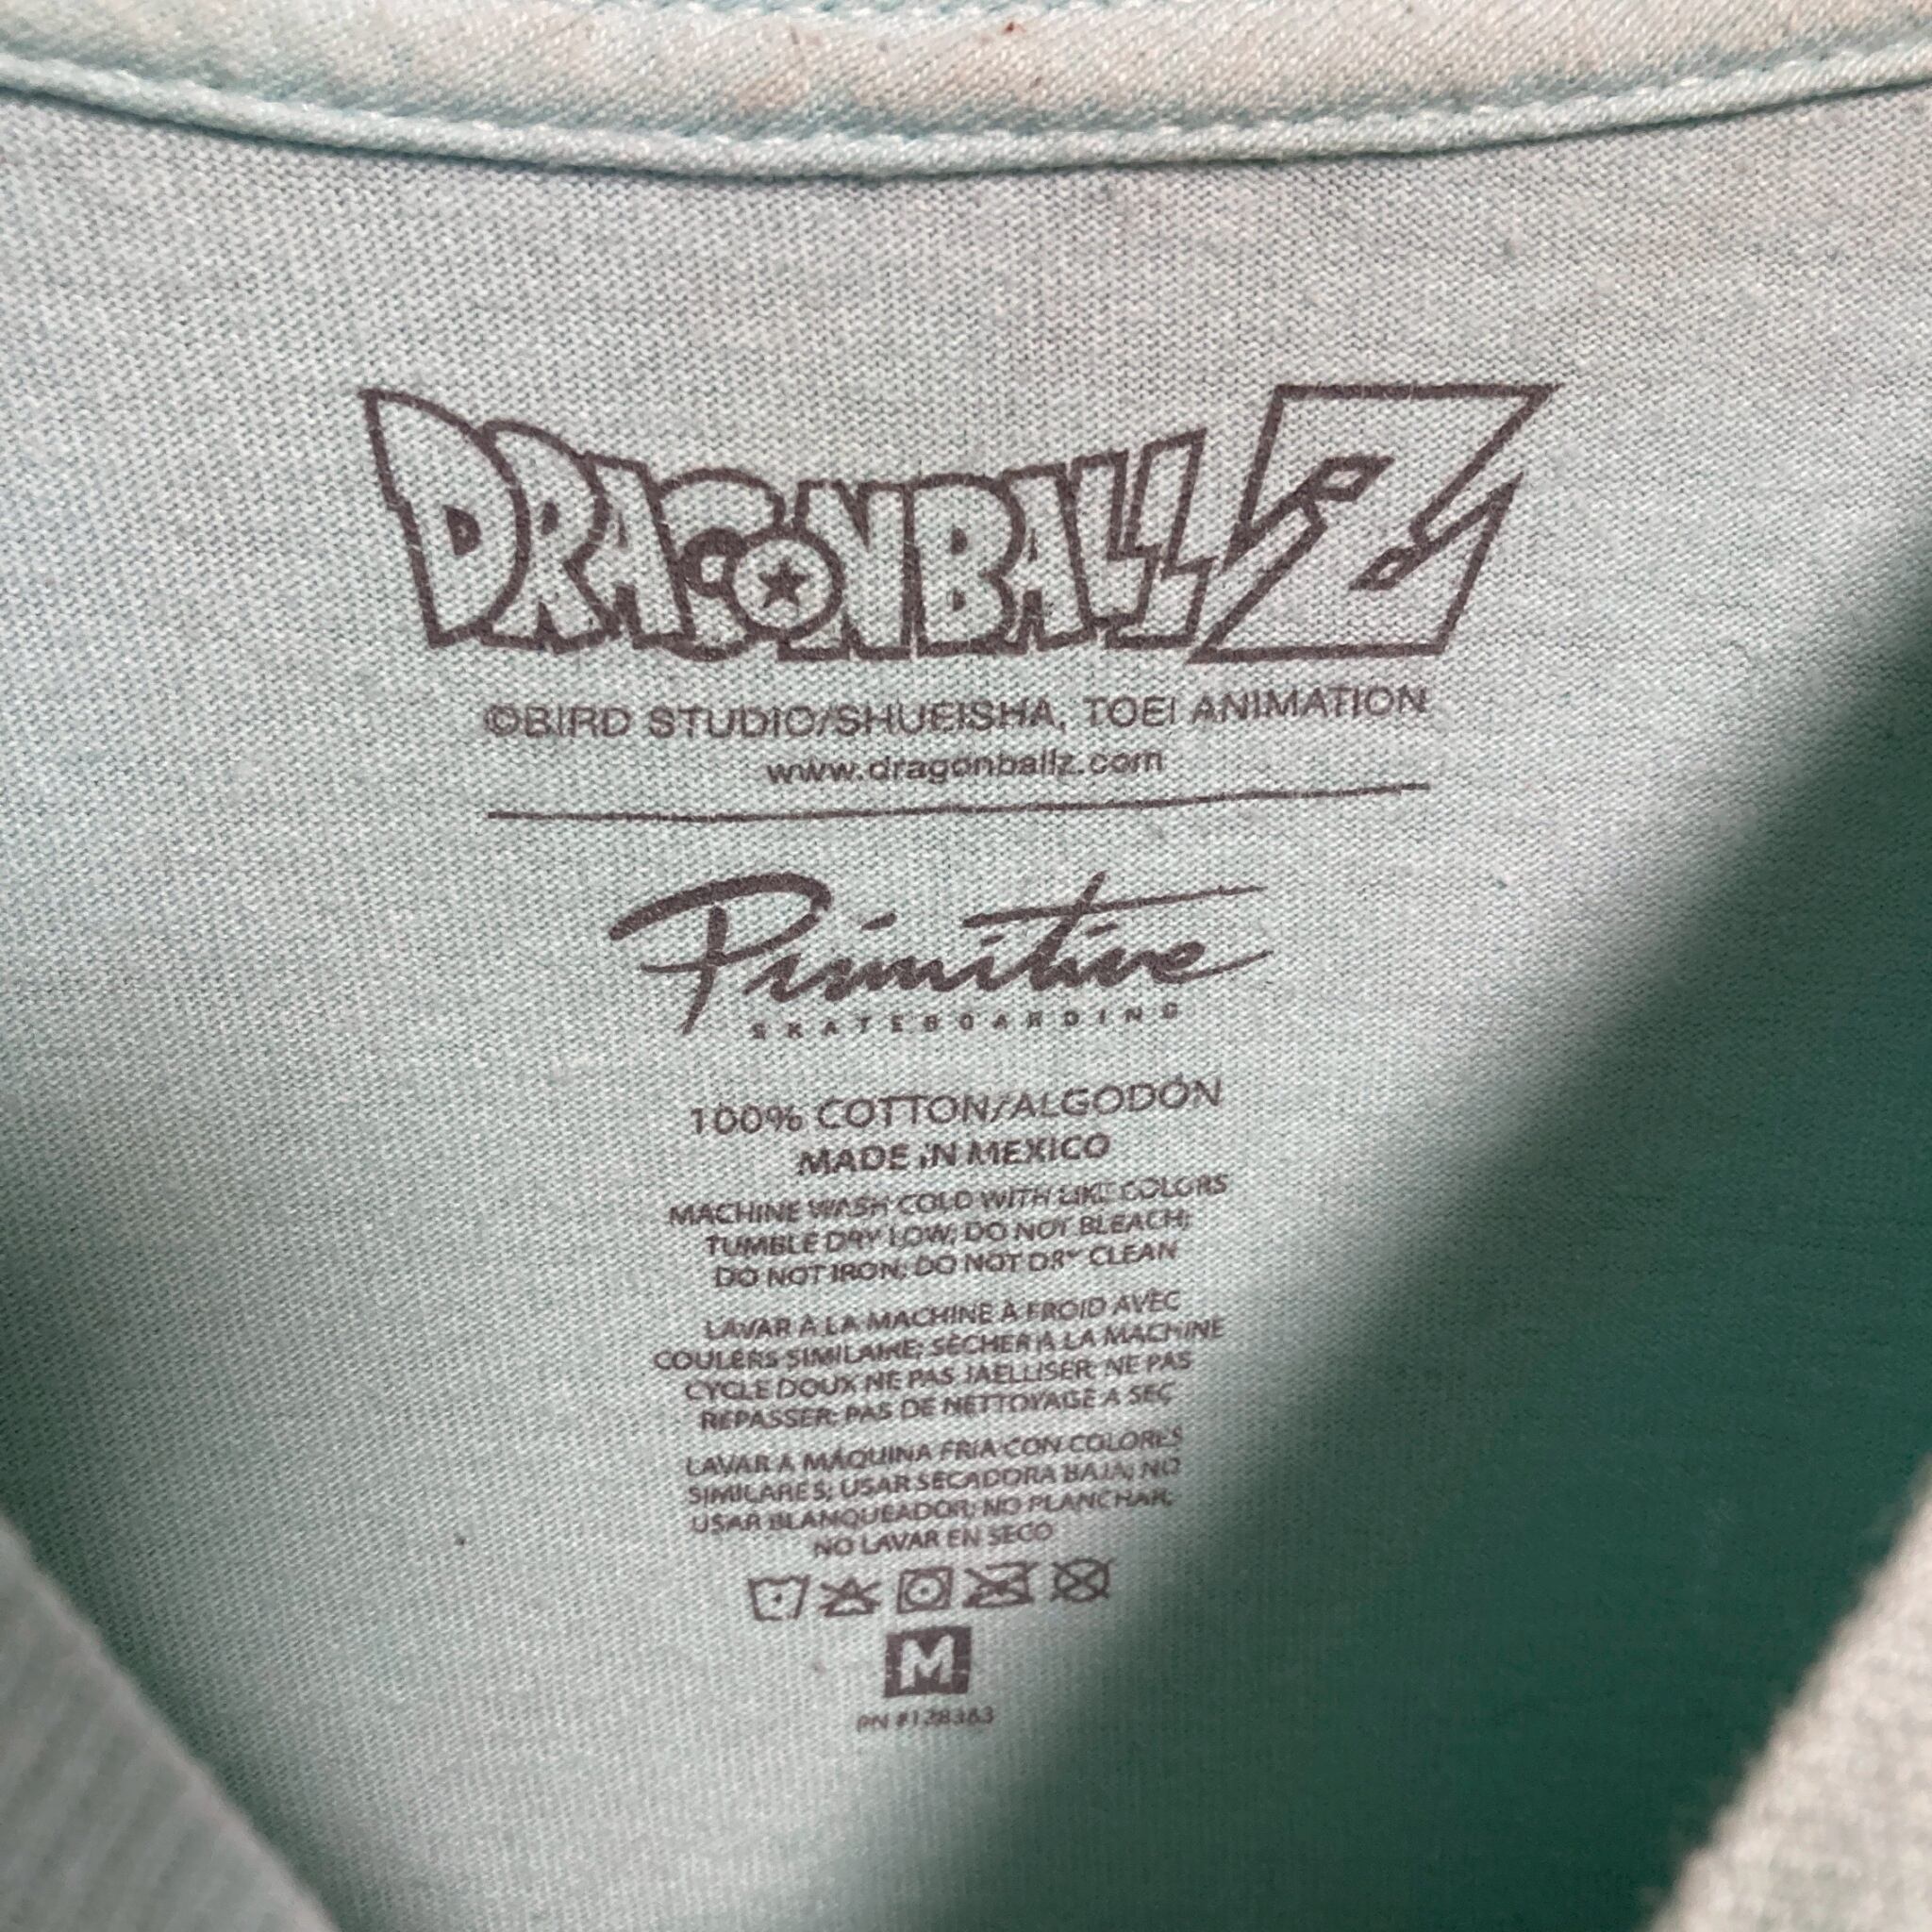 DRAGONBALL Z
©BIRD STUDIO/SHUEISHA, TOEI ANIMATION
www.dragonballz.com
Primitive
SKATEBOARDING
100% COTTON/ALGODÓN
MADE IN MEXICO
MACHINE WASH COLD WITH LIKE COLORS
TUMBLE DRY LOW; DO NOT BLEACH;
DO NOT IRON; DO NOT DRY CLEAN
LAVAR À LA MACHINE À FROID AVEC
COULERS SIMILAIRE; SÉCHER À LA MACHINE
CYCLE DOUX NE PAS JAELLISER; NE PAS
REPASSER; PAS DE NETTOYAGE A SEC
LAVAR A MÁQUINA FRIA CON COLORES
SIMILARES; USAR SECADORA BAJA; NO
USAR BLANQUEADOR; NO PLANCHAR;
NO LAVAR EN SECO
M
PN #128383